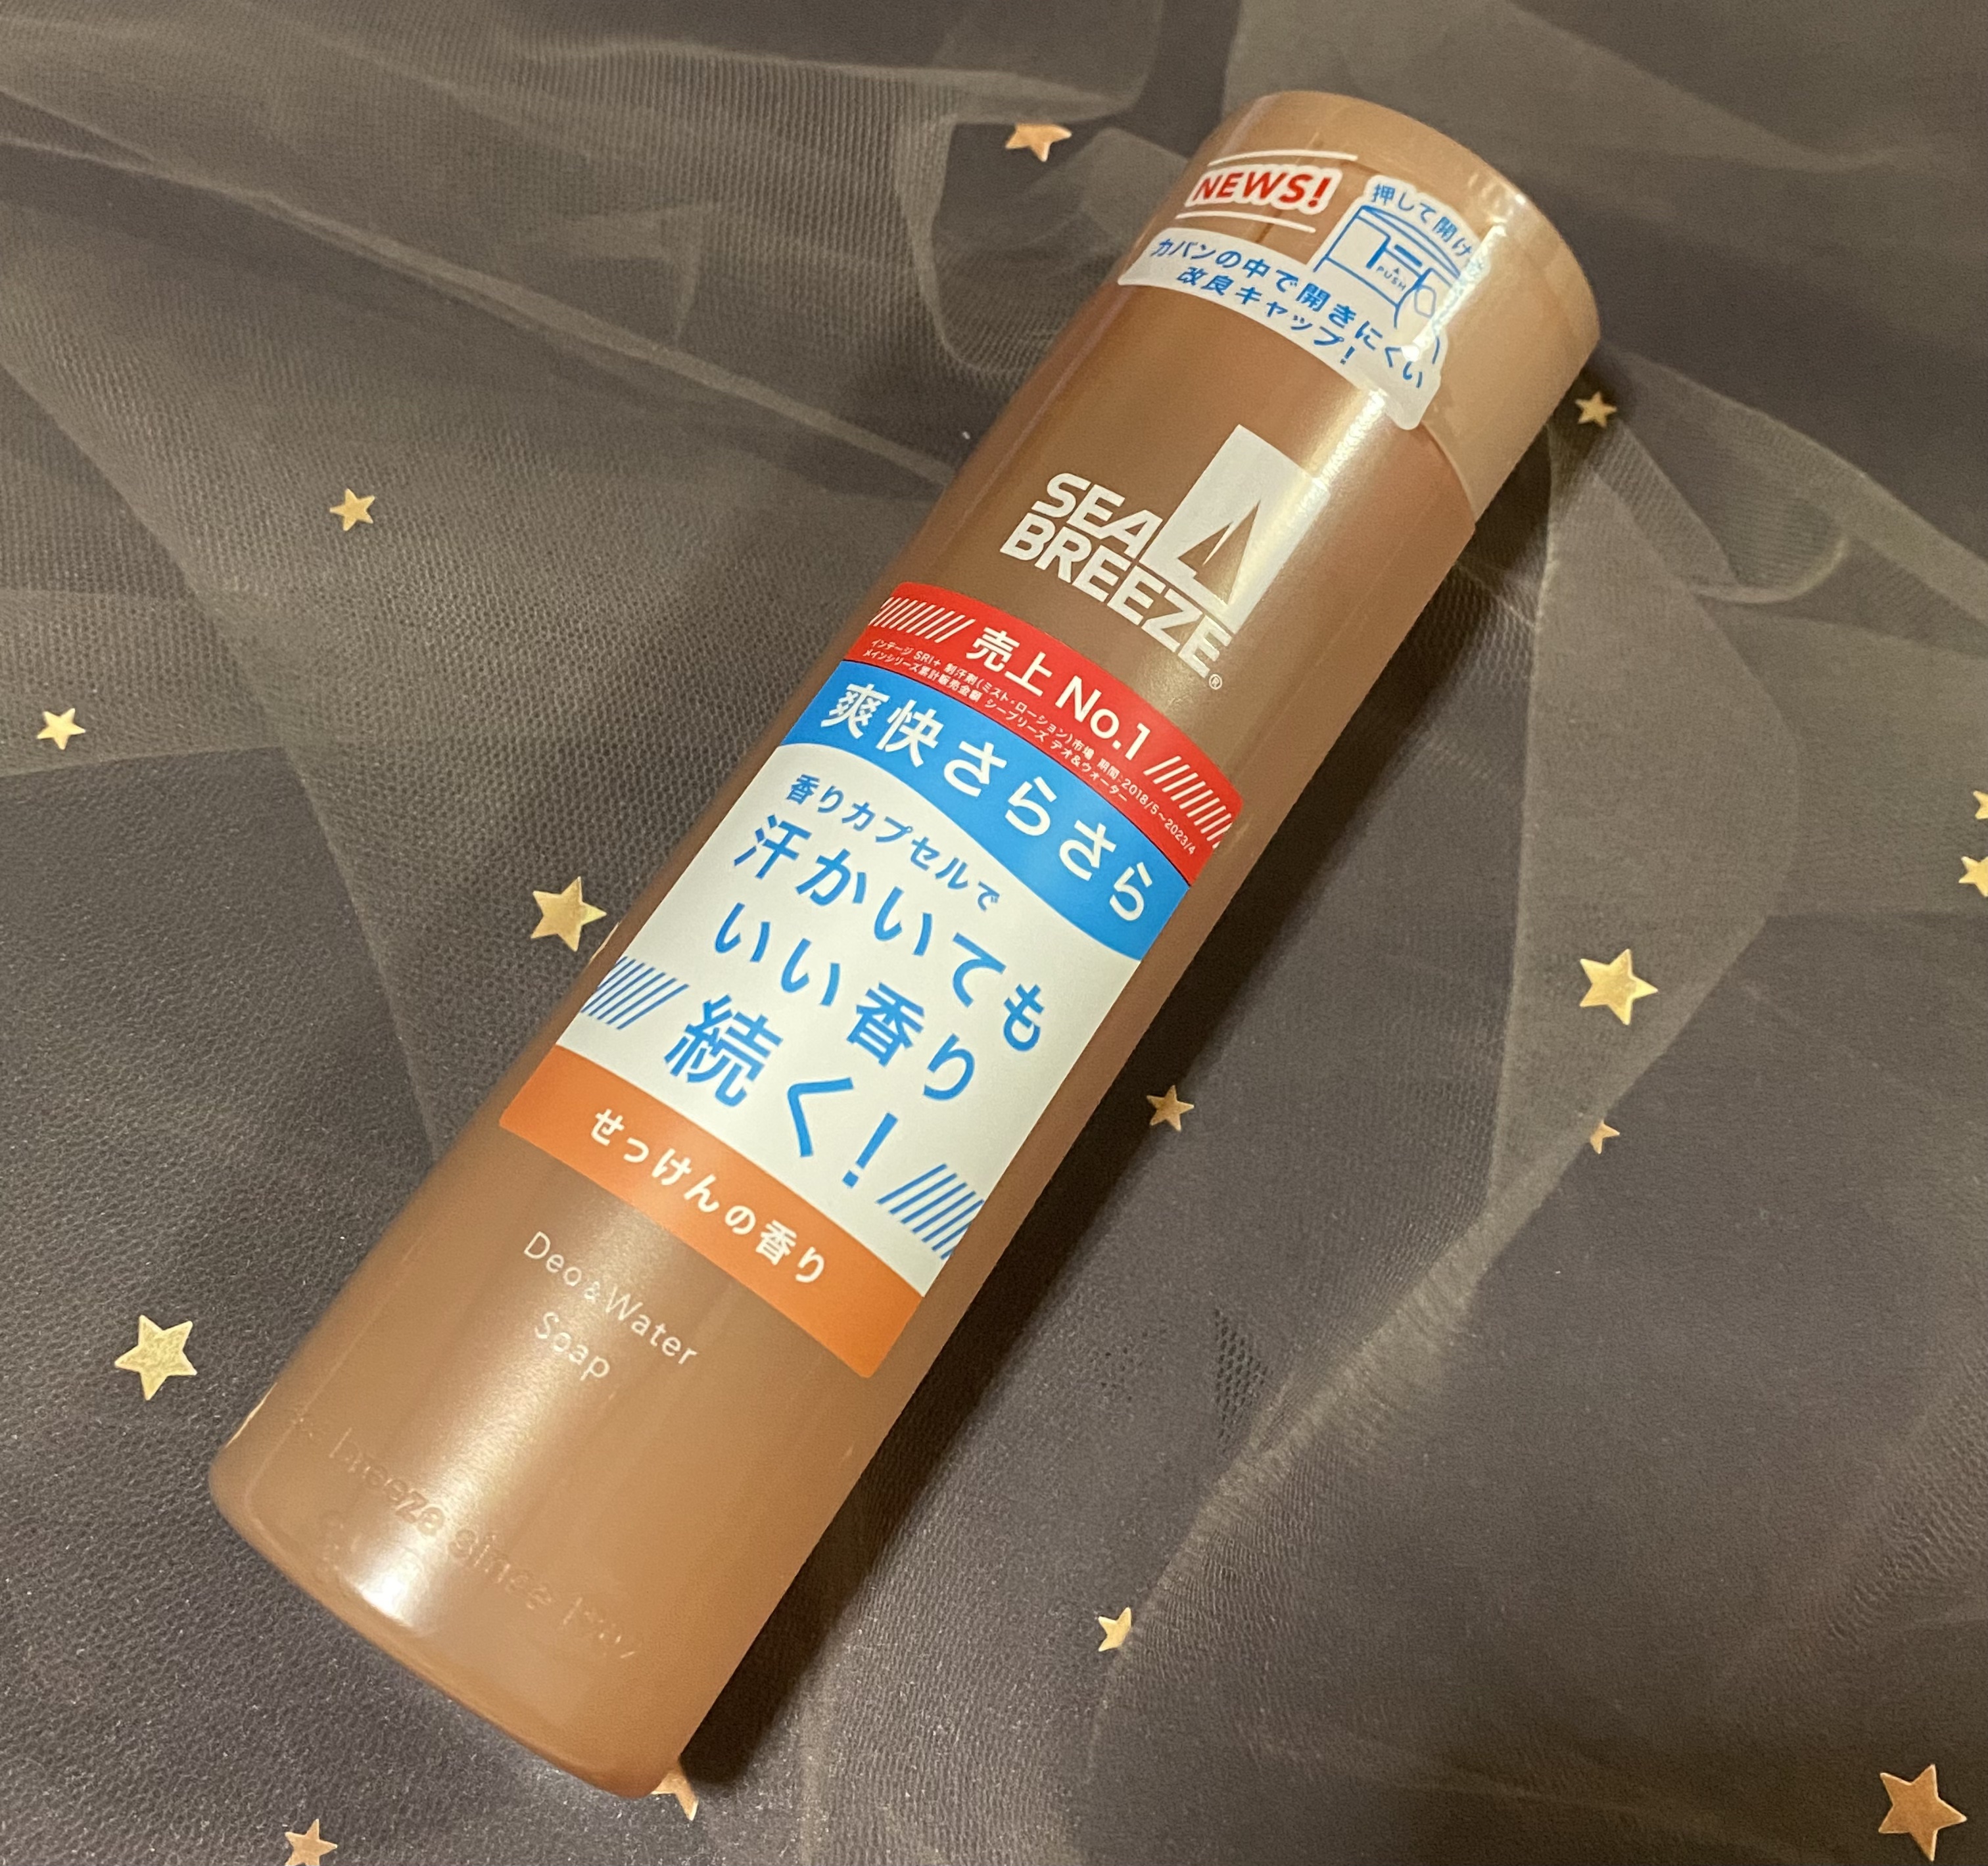 NEWS!
押して開ける
PUSH
カバンの中で開きにくい
改良キャップ!
SEA
BREEZE®
売上 No.1
インテージ SRI+ 制汗剤(ミスト・ローション)市場 期間:2018/5~2023/4
メインシリーズ累計販売金額 シーブリーズ デオ&ウォーター
爽快さらさら
香りカプセルで
汗かいても
いい香り
続く!
せっけんの香り
Deo&Water
Soap
breeze since